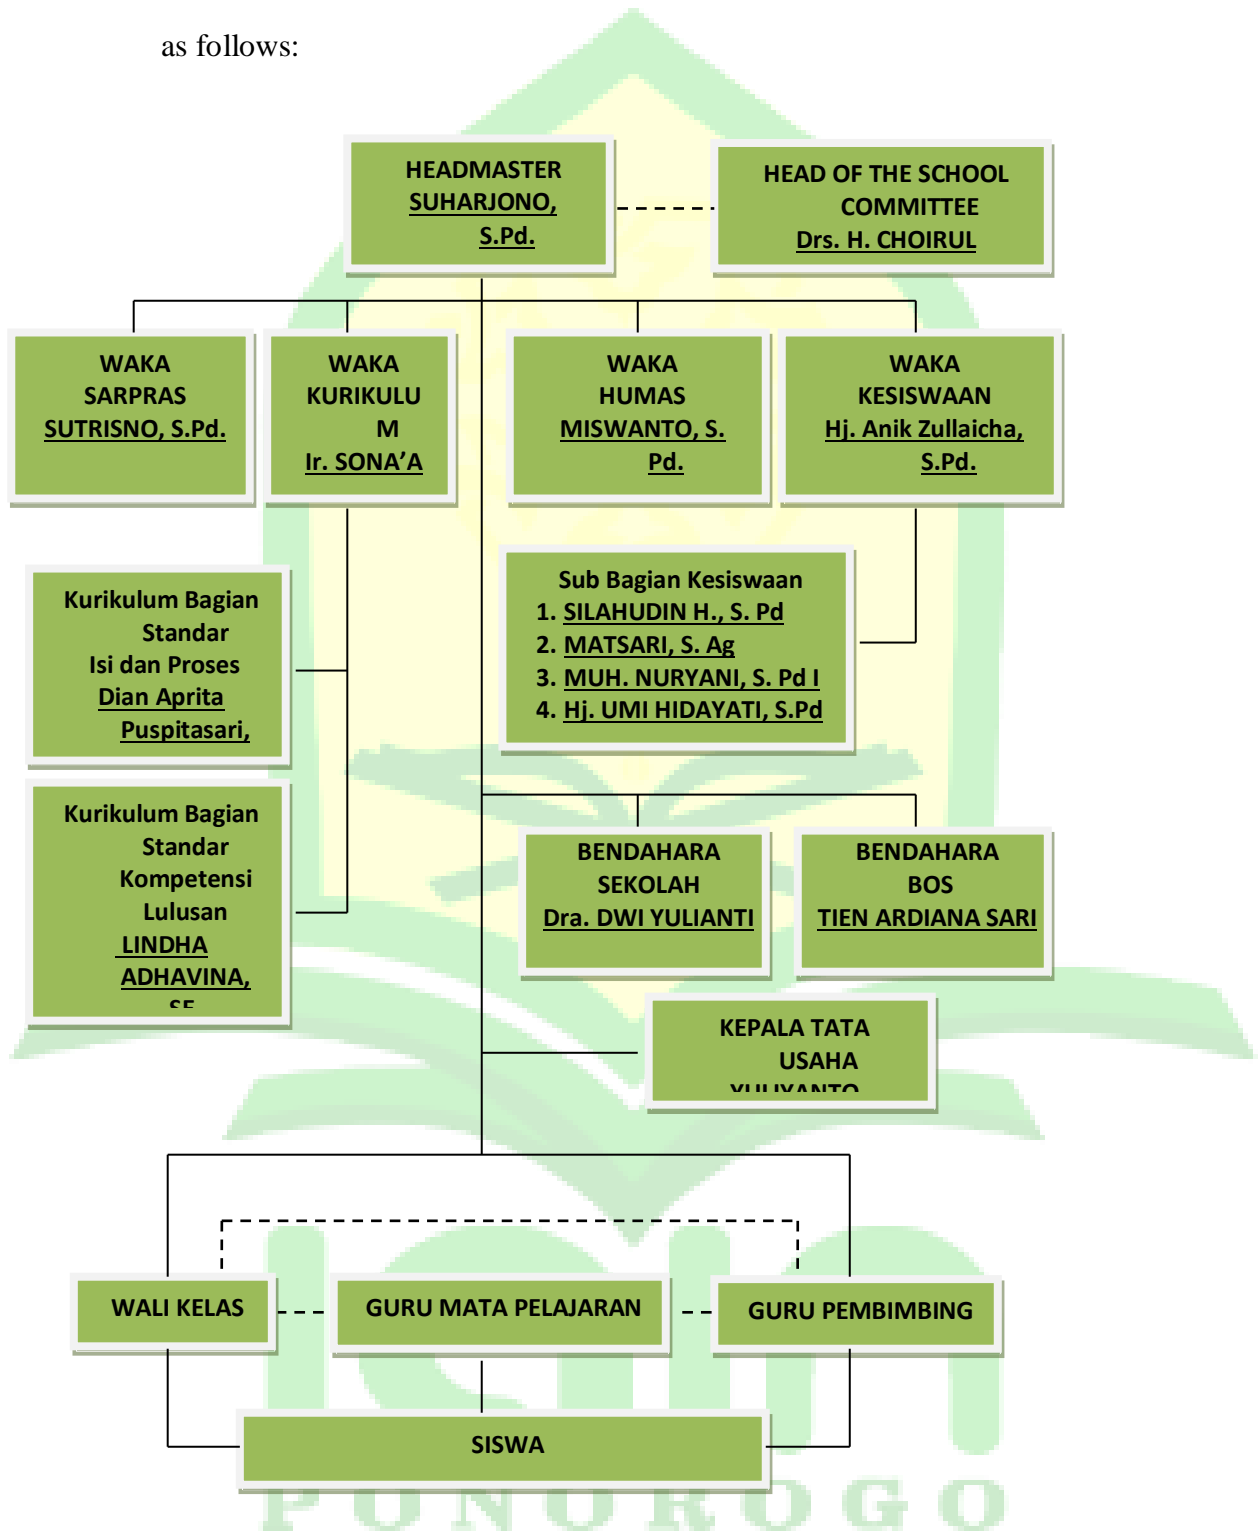 as follows:
HEADMASTER
SUHARJONO,
S.Pd.
HEAD OF THE SCHOOL
COMMITTEE
Drs. H. CHOIRUL
WAKA
SARPRAS
SUTRISNO, S.Pd.
WAKA
KURIKULU
M
Ir. SONA’A
WAKA
HUMAS
MISWANTO, S.
Pd.
WAKA
KESISWAAN
Hj. Anik Zullaicha,
S.Pd.
Sub Bagian Kesiswaan
1. SILAHUDIN H., S. Pd
2. MATSARI, S. Ag
3. MUH. NURYANI, S. Pd I
4. Hj. UMI HIDAYATI, S.Pd
Kurikulum Bagian
Standar
Isi dan Proses
Dian Aprita
Puspitasari,
Kurikulum Bagian
Standar
Kompetensi
Lulusan
LINDHA
ADHAVINA,
SE
BENDAHARA
SEKOLAH
Dra. DWI YULIANTI
BENDAHARA
BOS
TIEN ARDIANA SARI
KEPALA TATA
USAHA
YULIYANTO
WALI KELAS
GURU MATA PELAJARAN
GURU PEMBIMBING
SISWA
PONOROGO